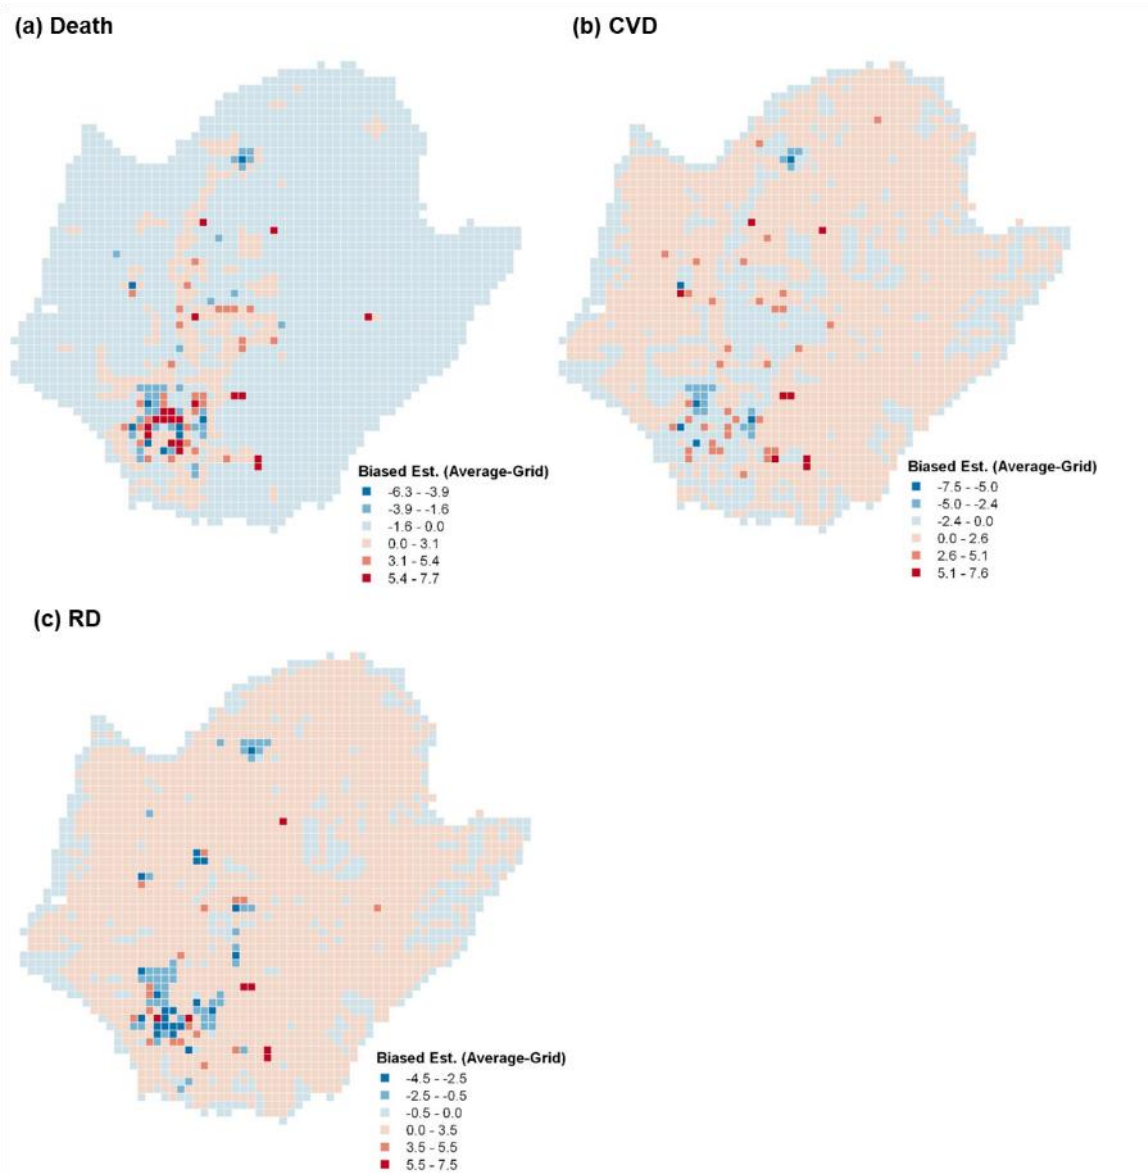 (a) Death
(b) CVD
Biased Est. (Average-Grid)
-6.3 - -3.9
-3.9 - -1.6
-1.6 - 0.0
0.0 - 3.1
3.1 - 5.4
5.4 - 7.7
Biased Est. (Average-Grid)
-7.5 - -5.0
-5.0 - -2.4
-2.4 - 0.0
0.0 - 2.6
2.6 - 5.1
5.1 - 7.6
(c) RD
Biased Est. (Average-Grid)
-4.5 - -2.5
-2.5 - -0.5
-0.5 - 0.0
0.0 - 3.5
3.5 - 5.5
5.5 - 7.5